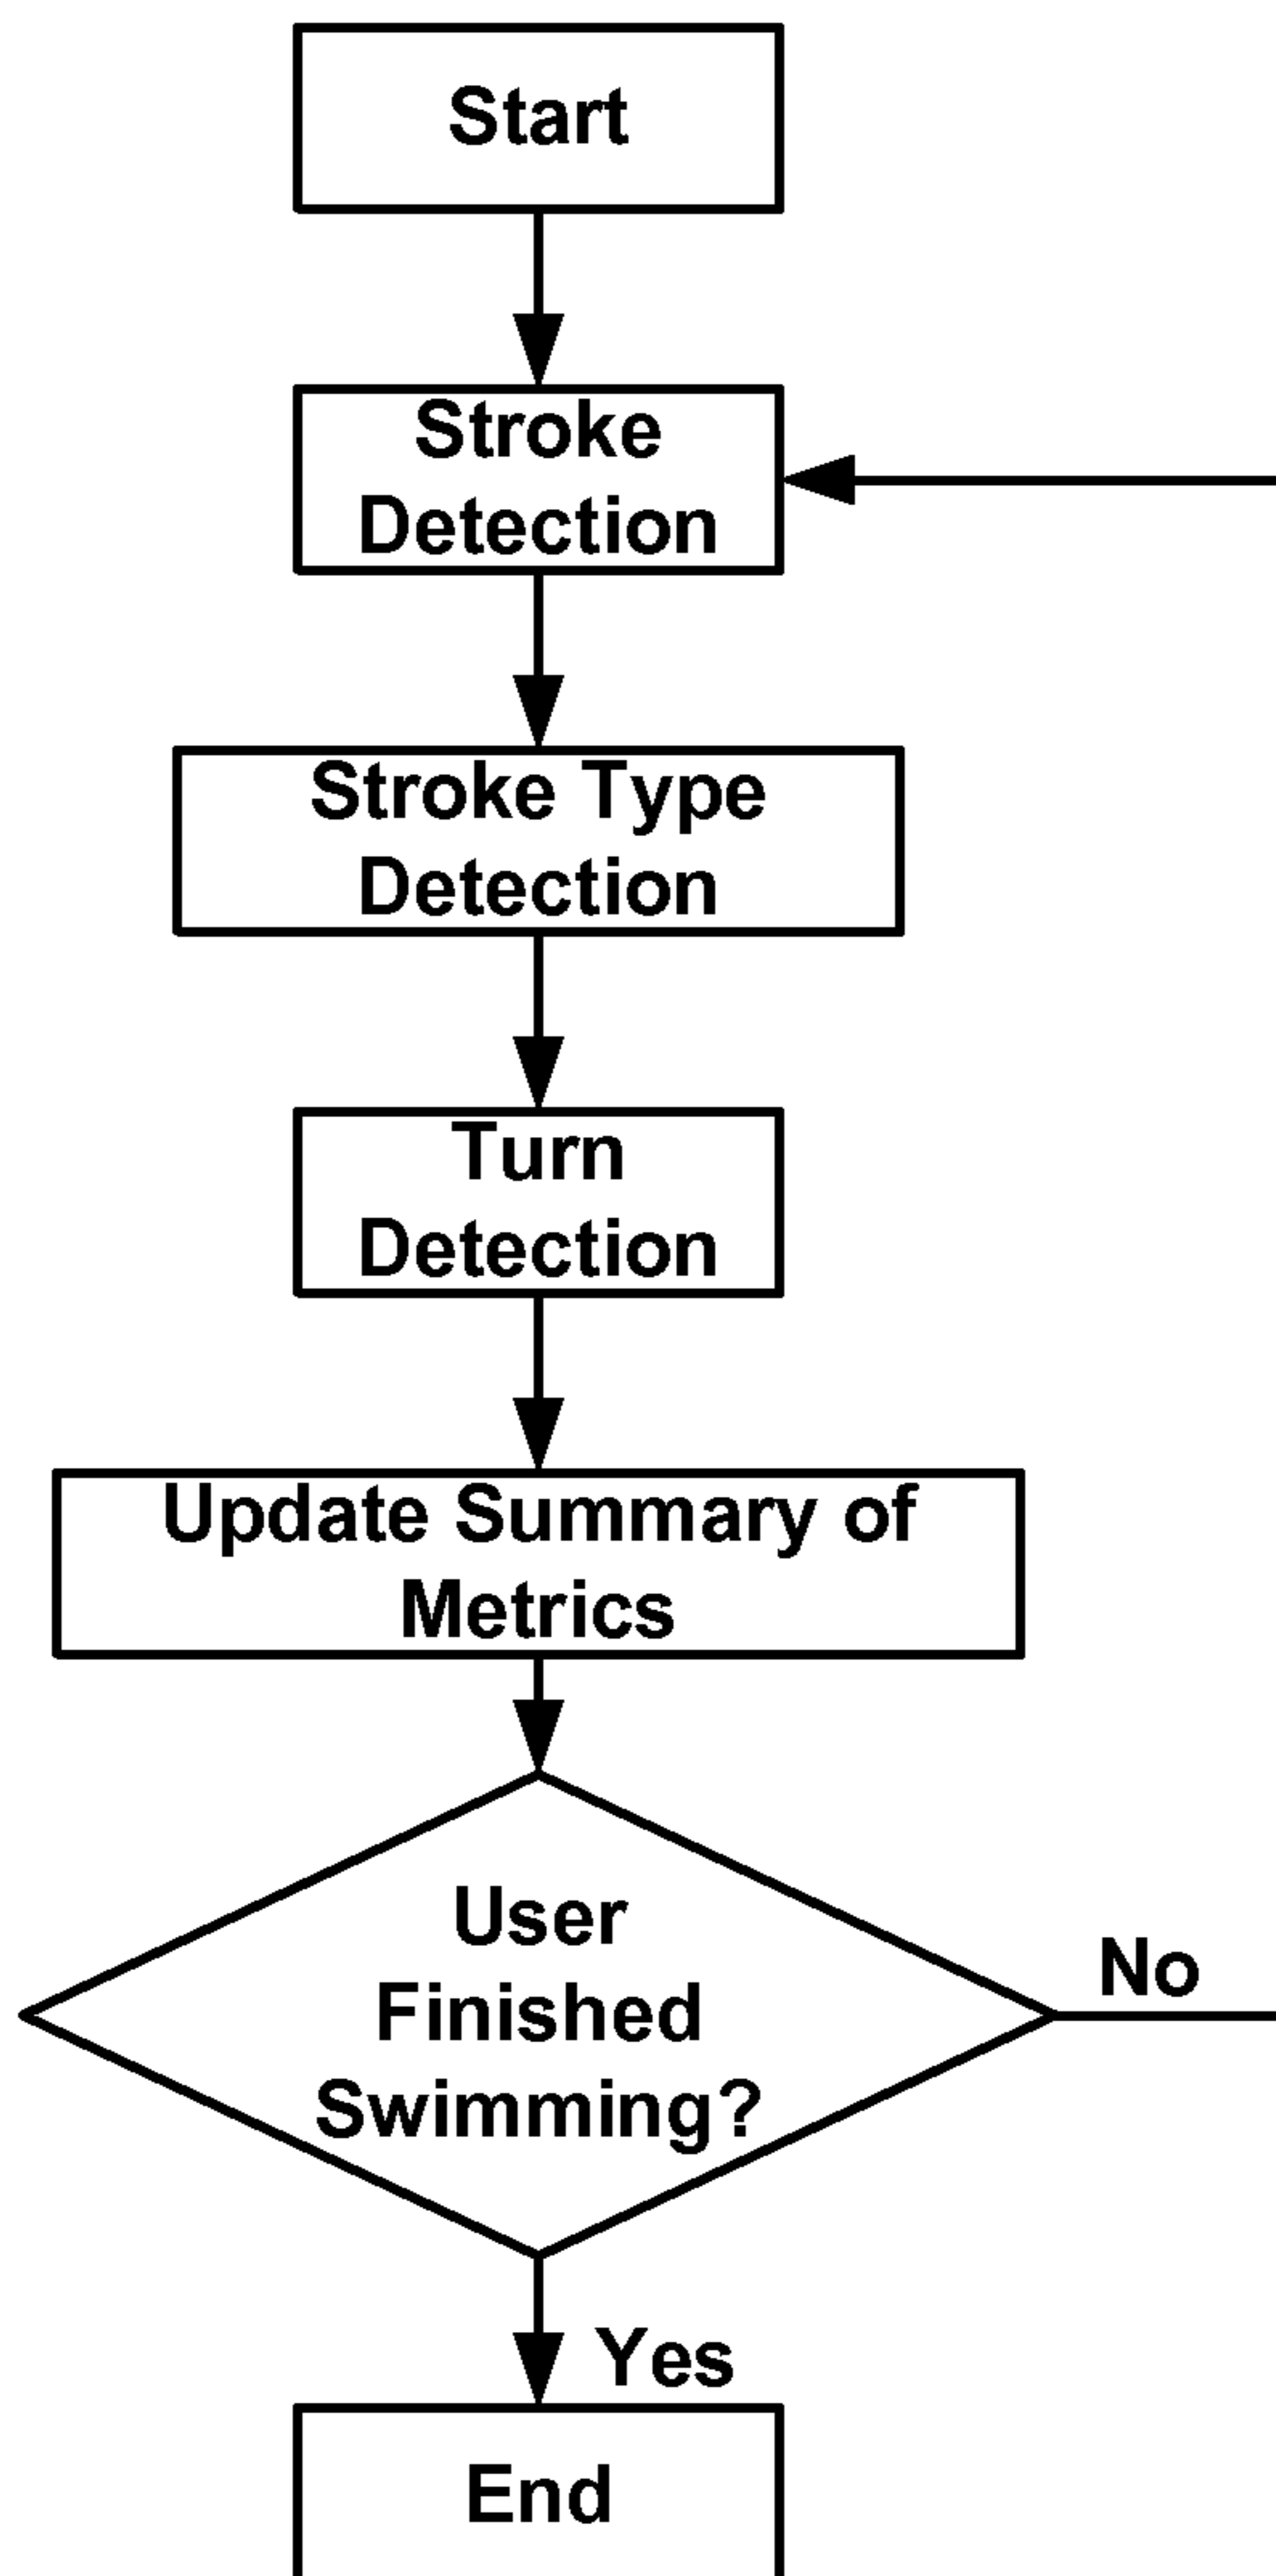 Start
Stroke
Detection
Stroke Type
Detection
Turn
Detection
Update Summary of
Metrics
User
Finished
Swimming?
No
Yes
End